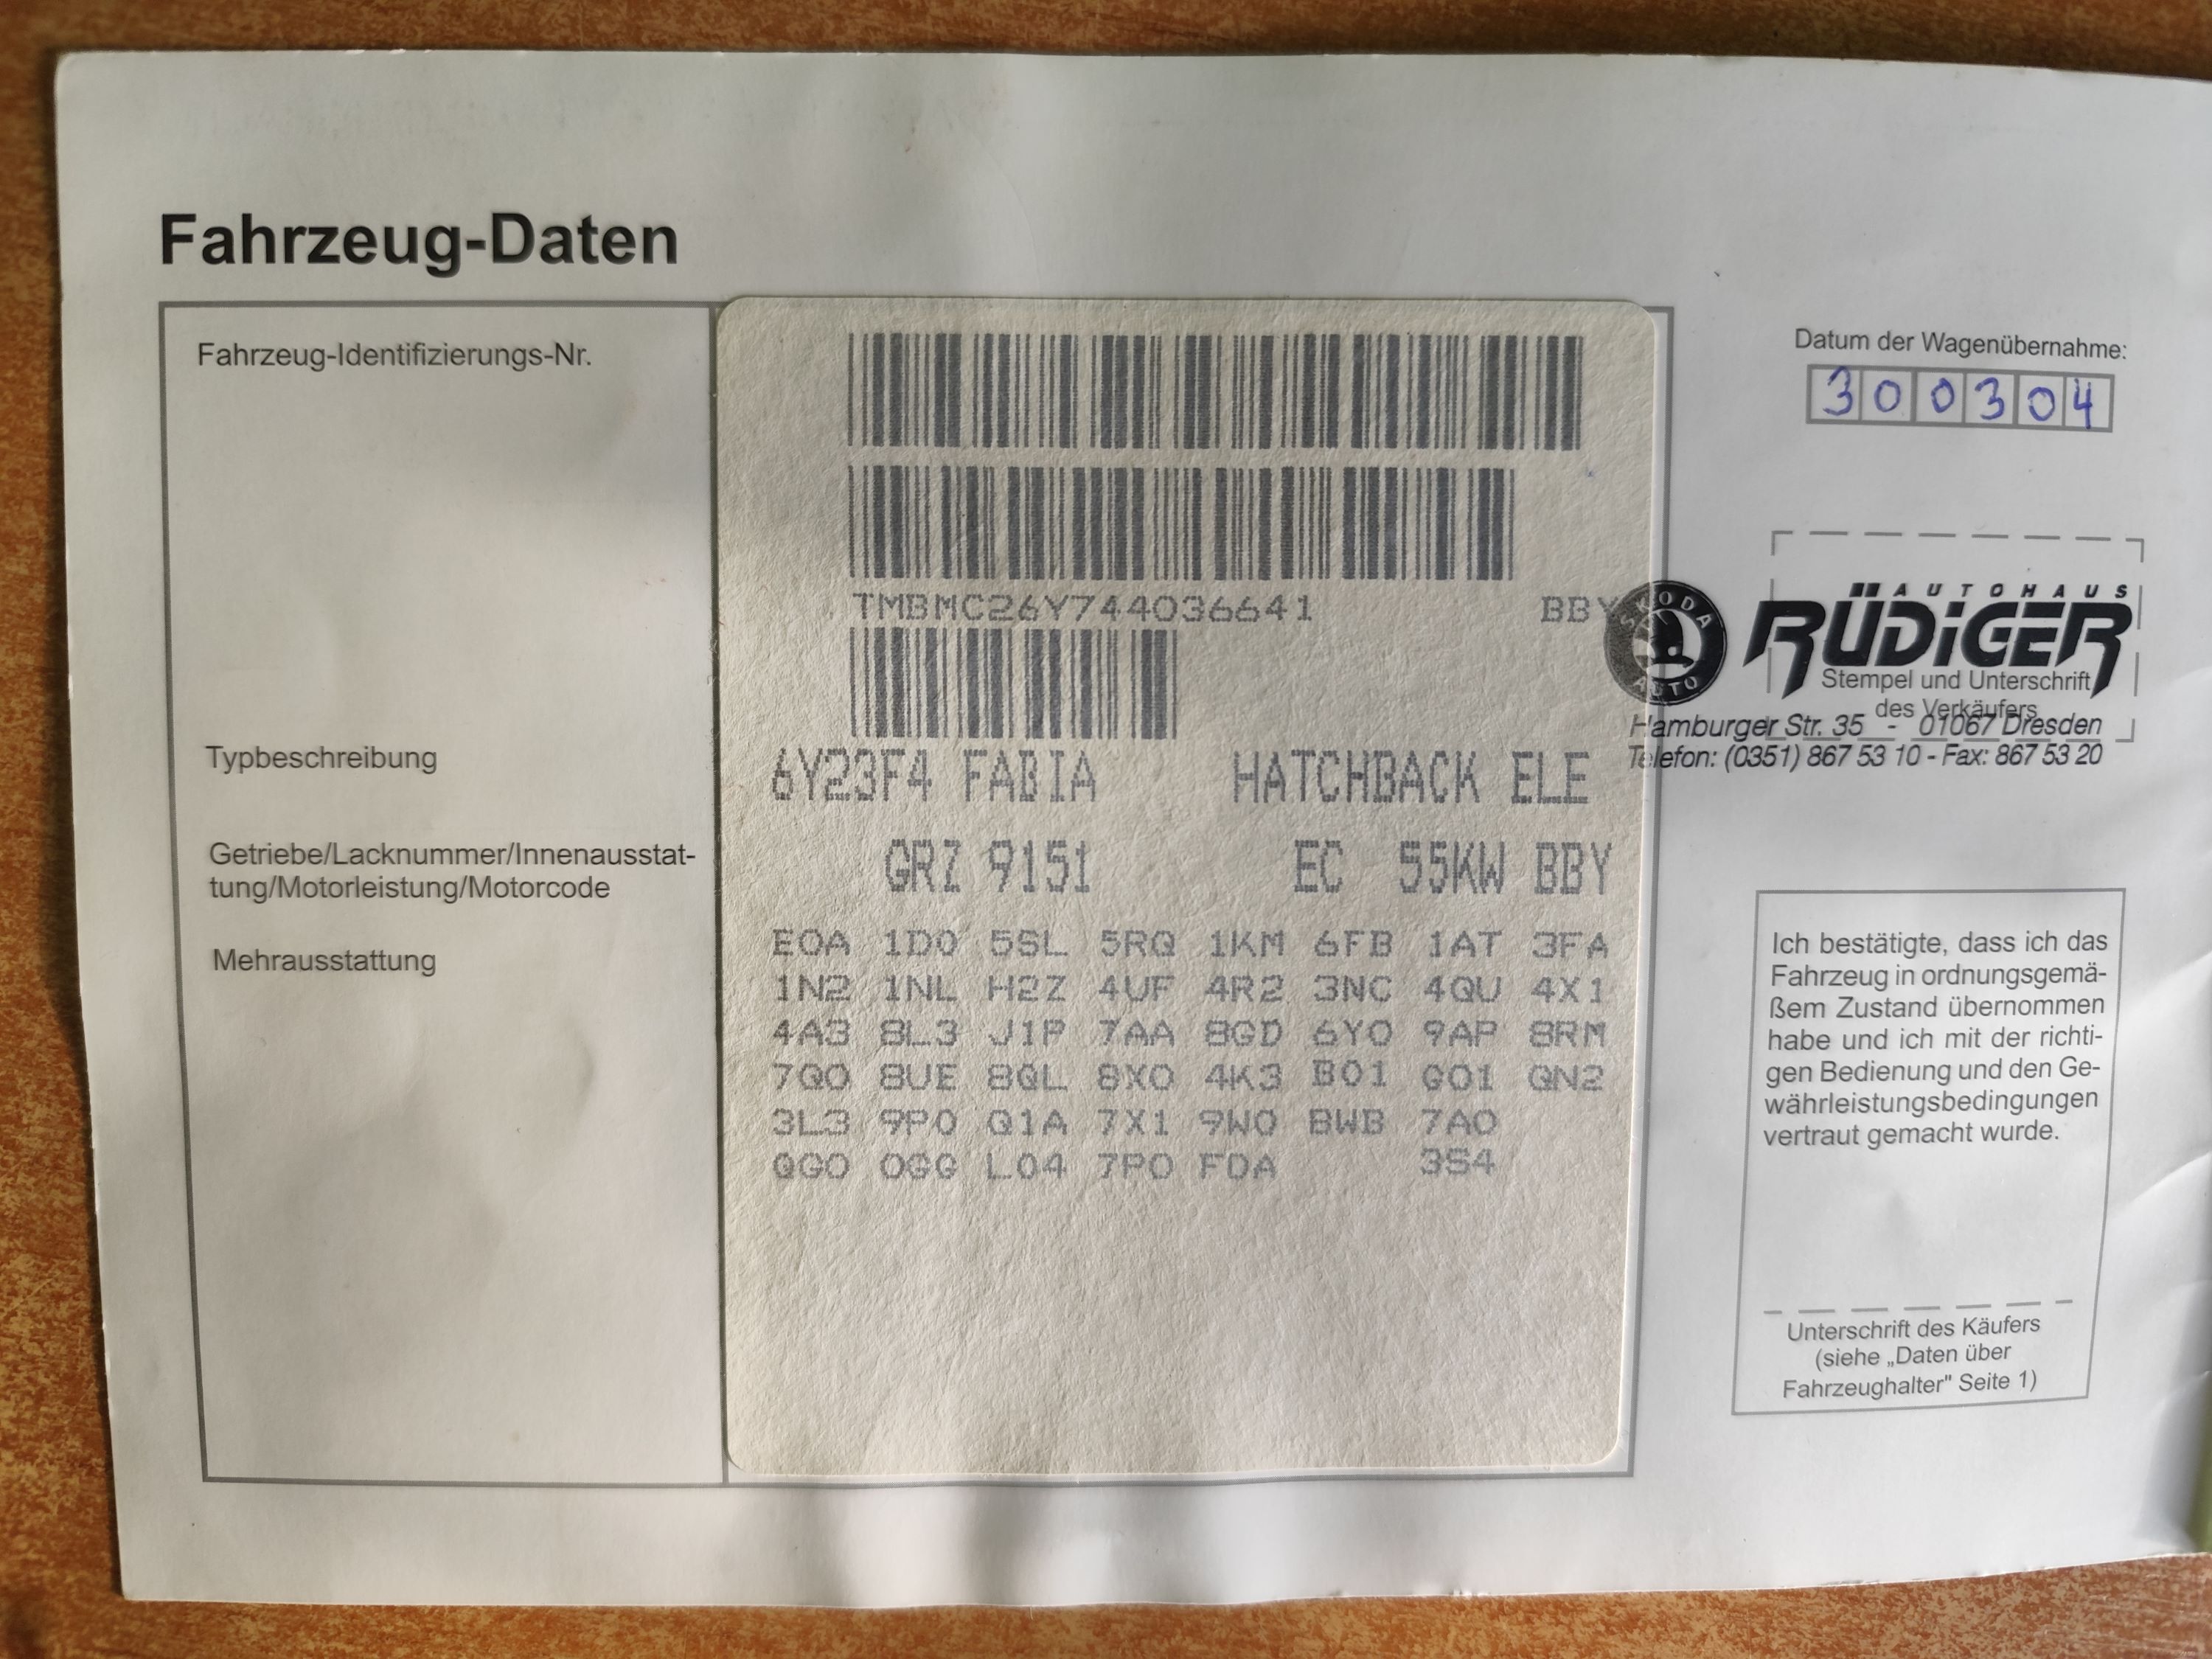 Fahrzeug-Daten
Fahrzeug-Identifizierungs-Nr.
TMBMC26Y744036641 BBY
Typbeschreibung
6Y23F4 FABIA HATCHBACK ELE
Getriebe/Lacknummer/Innenausstat-
tung/Motorleistung/Motorcode
GRZ 9151 EC 55KW BBY
Mehrausstattung
E0A 1D0 5SL 5RQ 1KM 6FB 1AT 3FA
1N2 1NL H2Z 4UF 4R2 3NC 4QU 4X1
4A3 8L3 J1P 7AA 8GD 6Y0 9AP 8RM
7Q0 8UE 8QL 8X0 4K3 B01 G01 QN2
3L3 9P0 Q1A 7X1 9W0 BWB 7A0
QG0 0GG L04 7P0 FDA 3S4
Datum der Wagenübernahme:
300304
SKODA
AUTO
AUTOHAUS
RÜDiGER
Stempel und Unterschrift
des Verkäufers
Hamburger Str. 35 - 01067 Dresden
Telefon: (0351) 867 53 10 - Fax: 867 53 20
Ich bestätigte, dass ich das
Fahrzeug in ordnungsgemä-
ßem Zustand übernommen
habe und ich mit der richti-
gen Bedienung und den Ge-
währleistungsbedingungen
vertraut gemacht wurde.
Unterschrift des Käufers
(siehe „Daten über
Fahrzeughalter" Seite 1)